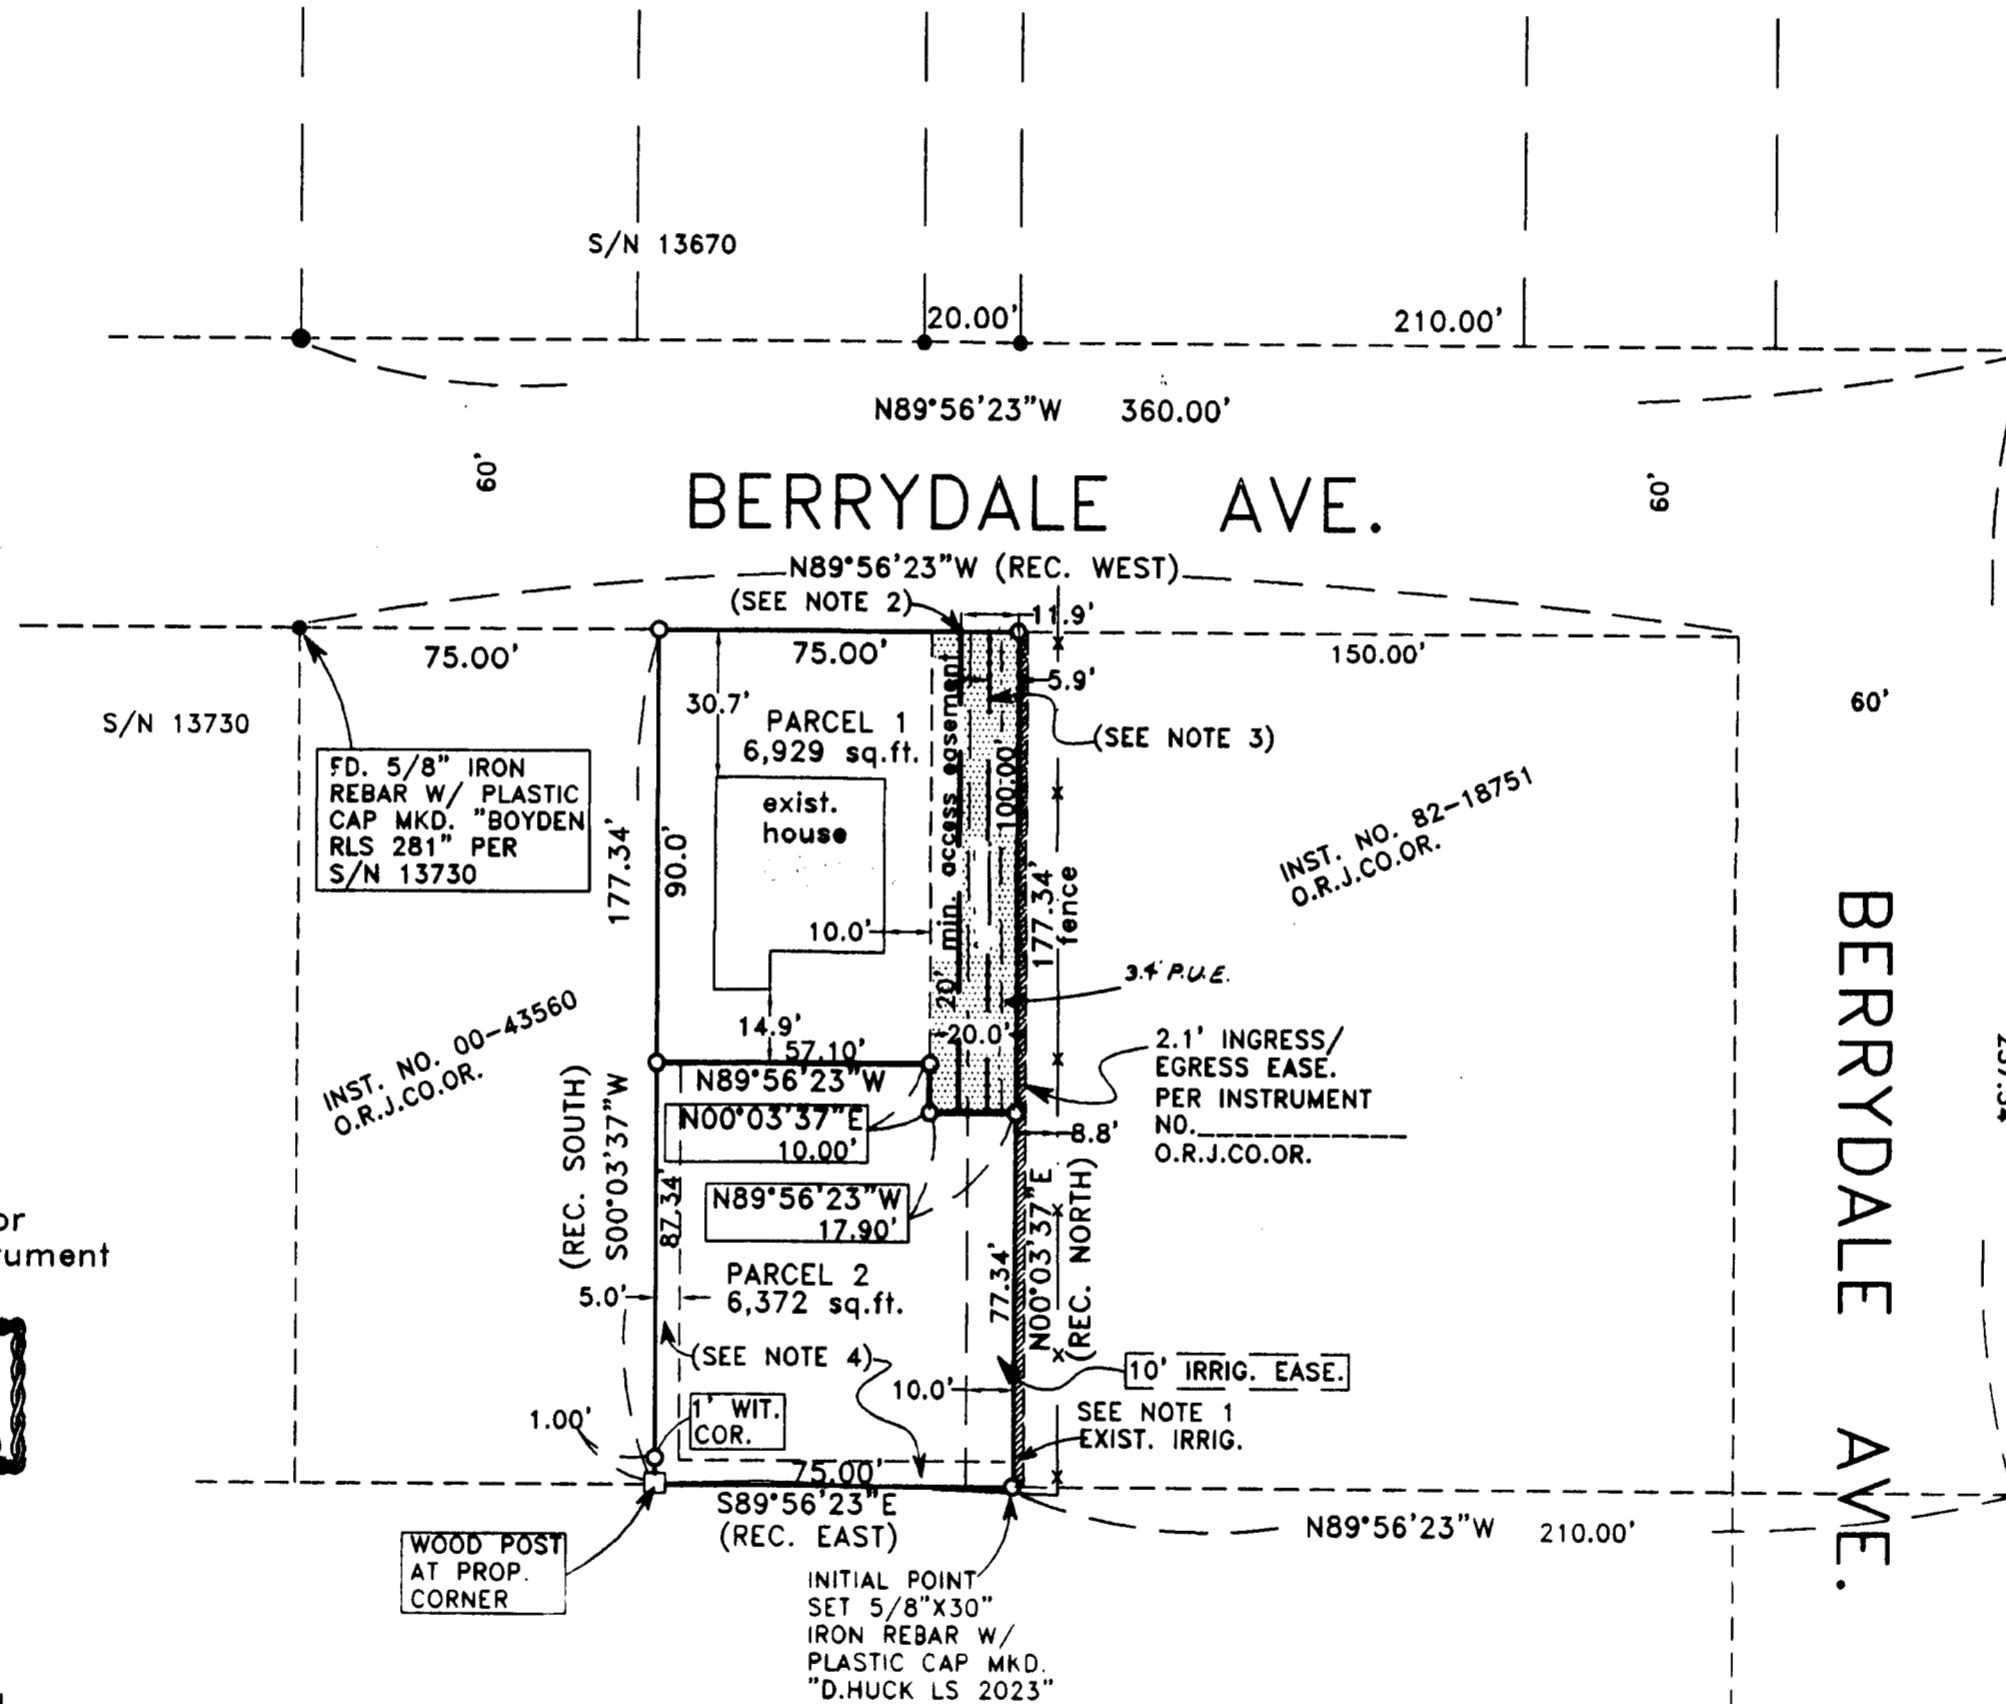 S/N 13670
20.00'
210.00'
N89°56'23"W 360.00'
60'
60'
BERRYDALE AVE.
N89°56'23"W (REC. WEST)
(SEE NOTE 2)
11.9'
75.00'
75.00'
150.00'
5.9'
60'
S/N 13730
30.7'
PARCEL 1
6,929 sq.ft.
(SEE NOTE 3)
FD. 5/8" IRON
REBAR W/ PLASTIC
CAP MKD. "BOYDEN
RLS 281" PER
S/N 13730
exist.
house
20' min. access easement
100.00'
177.34'
90.0'
177.34'
fence
INST. NO. 82-18751
O.R.J.CO.OR.
10.0'
3.4' P.U.E.
BERRYDALE AVE.
INST. NO. 00-43560
O.R.J.CO.OR.
14.9'
20.0'
57.10'
N89°56'23"W
2.1' INGRESS/
EGRESS EASE.
PER INSTRUMENT
NO.
O.R.J.CO.OR.
N00°03'37"E
10.00'
8.8'
(REC. SOUTH)
S00°03'37"W
87.34'
N89°56'23"W
17.90'
N00°03'37"E
(REC. NORTH)
77.34'
or
ument
PARCEL 2
6,372 sq.ft.
5.0'
(SEE NOTE 4)
10.0'
10' IRRIG. EASE.
1' WIT.
COR.
1.00'
SEE NOTE 1
EXIST. IRRIG.
75.00'
S89°56'23"E
(REC. EAST)
N89°56'23"W 210.00'
WOOD POST
AT PROP.
CORNER
INITIAL POINT
SET 5/8"X30"
IRON REBAR W/
PLASTIC CAP MKD.
"D.HUCK LS 2023"